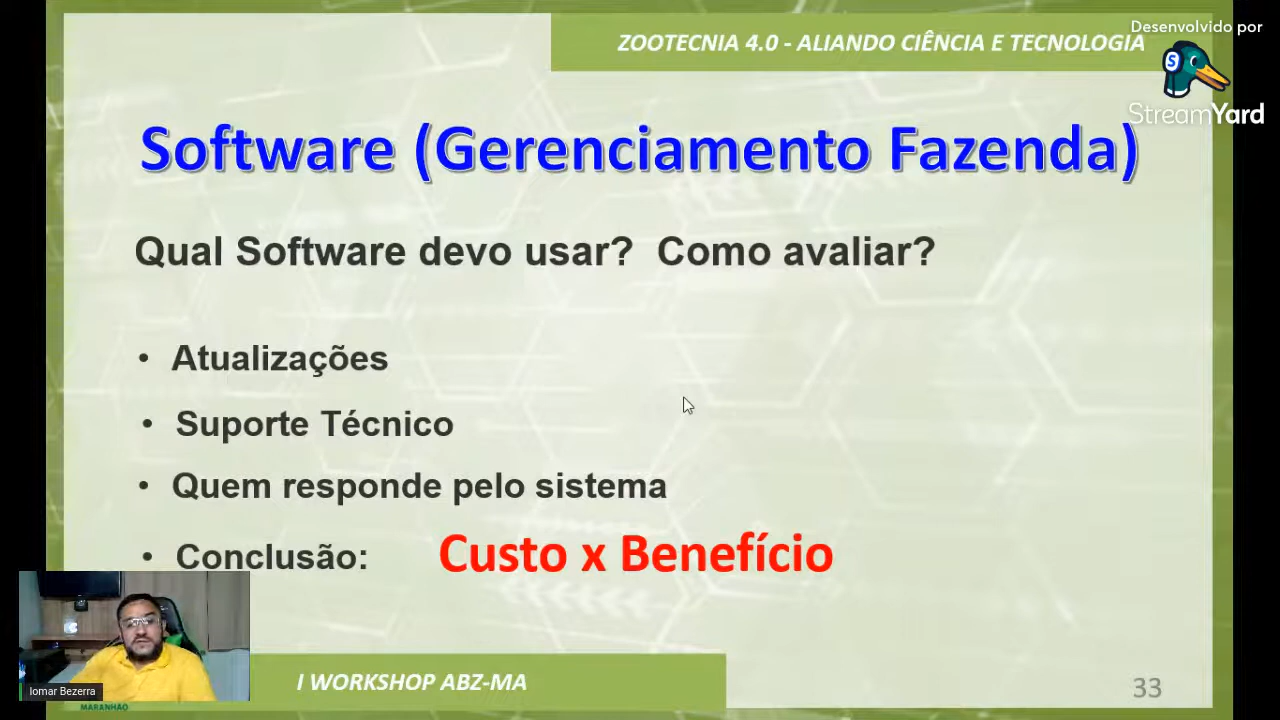 Desenvolvido por
ZOOTECNIA 4.0 - ALIANDO CIÊNCIA E TECNOLOGIA
S
StreamYard
Software (Gerenciamento Fazenda)
Qual Software devo usar? Como avaliar?
• Atualizações
• Suporte Técnico
• Quem responde pelo sistema
• Conclusão: Custo x Benefício
Iomar Bezerra
I WORKSHOP ABZ-MA
33
MARANHÃO